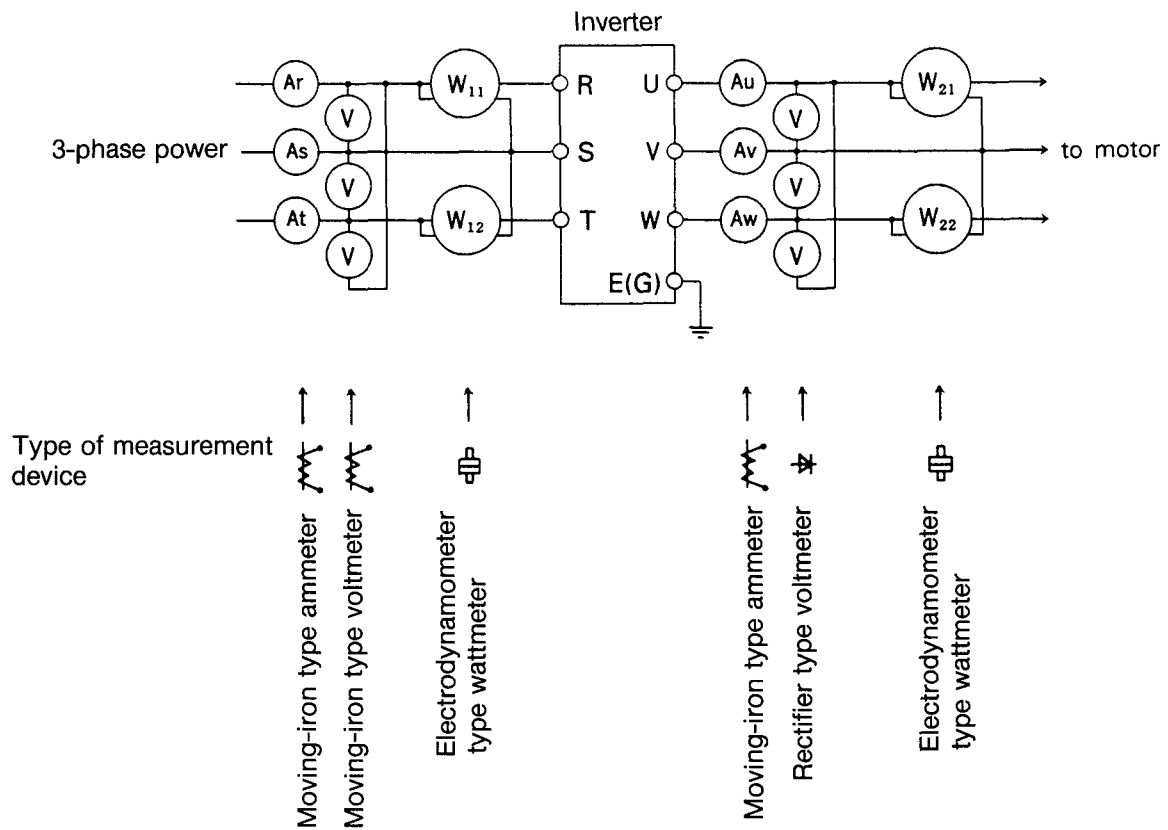 Inverter
Ar
W₁₁
R
U
Au
W₂₁
V
V
3-phase power
As
S
V
Av
to motor
V
V
At
W₁₂
T
W
Aw
W₂₂
V
V
E(G)
Type of measurement
device
Moving-iron type ammeter
Moving-iron type voltmeter
Electrodynamometer
type wattmeter
Moving-iron type ammeter
Rectifier type voltmeter
Electrodynamometer
type wattmeter